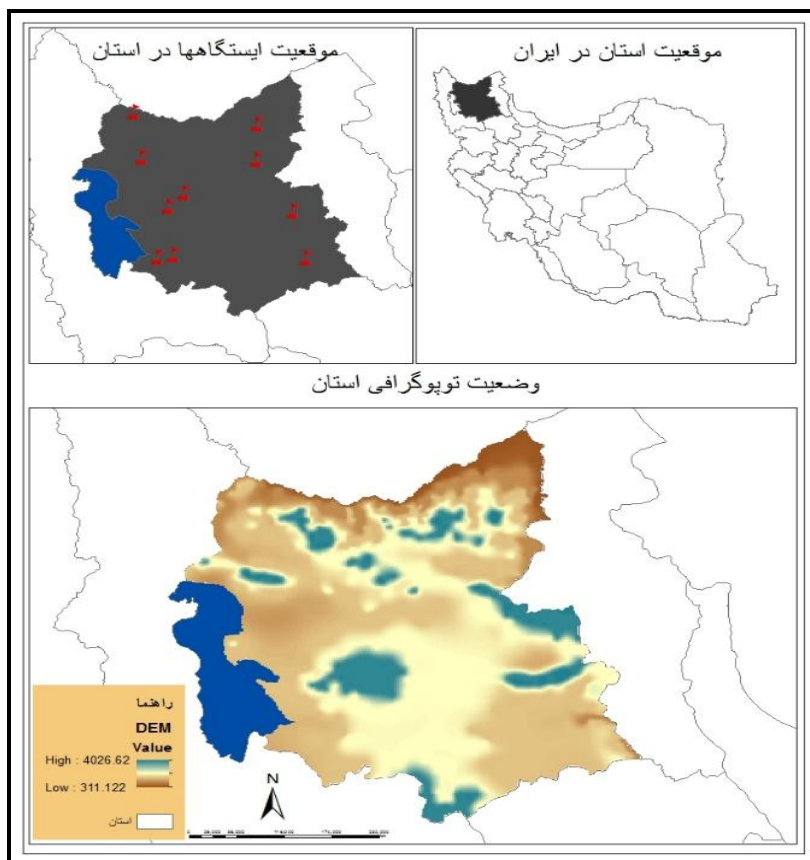 موقعیت ایستگاهها در استان
موقعیت استان در ایران
وضعیت توپوگرافی استان
راهنما
DEM
Value
High : 4026.62
Low : 311.122
استان
N